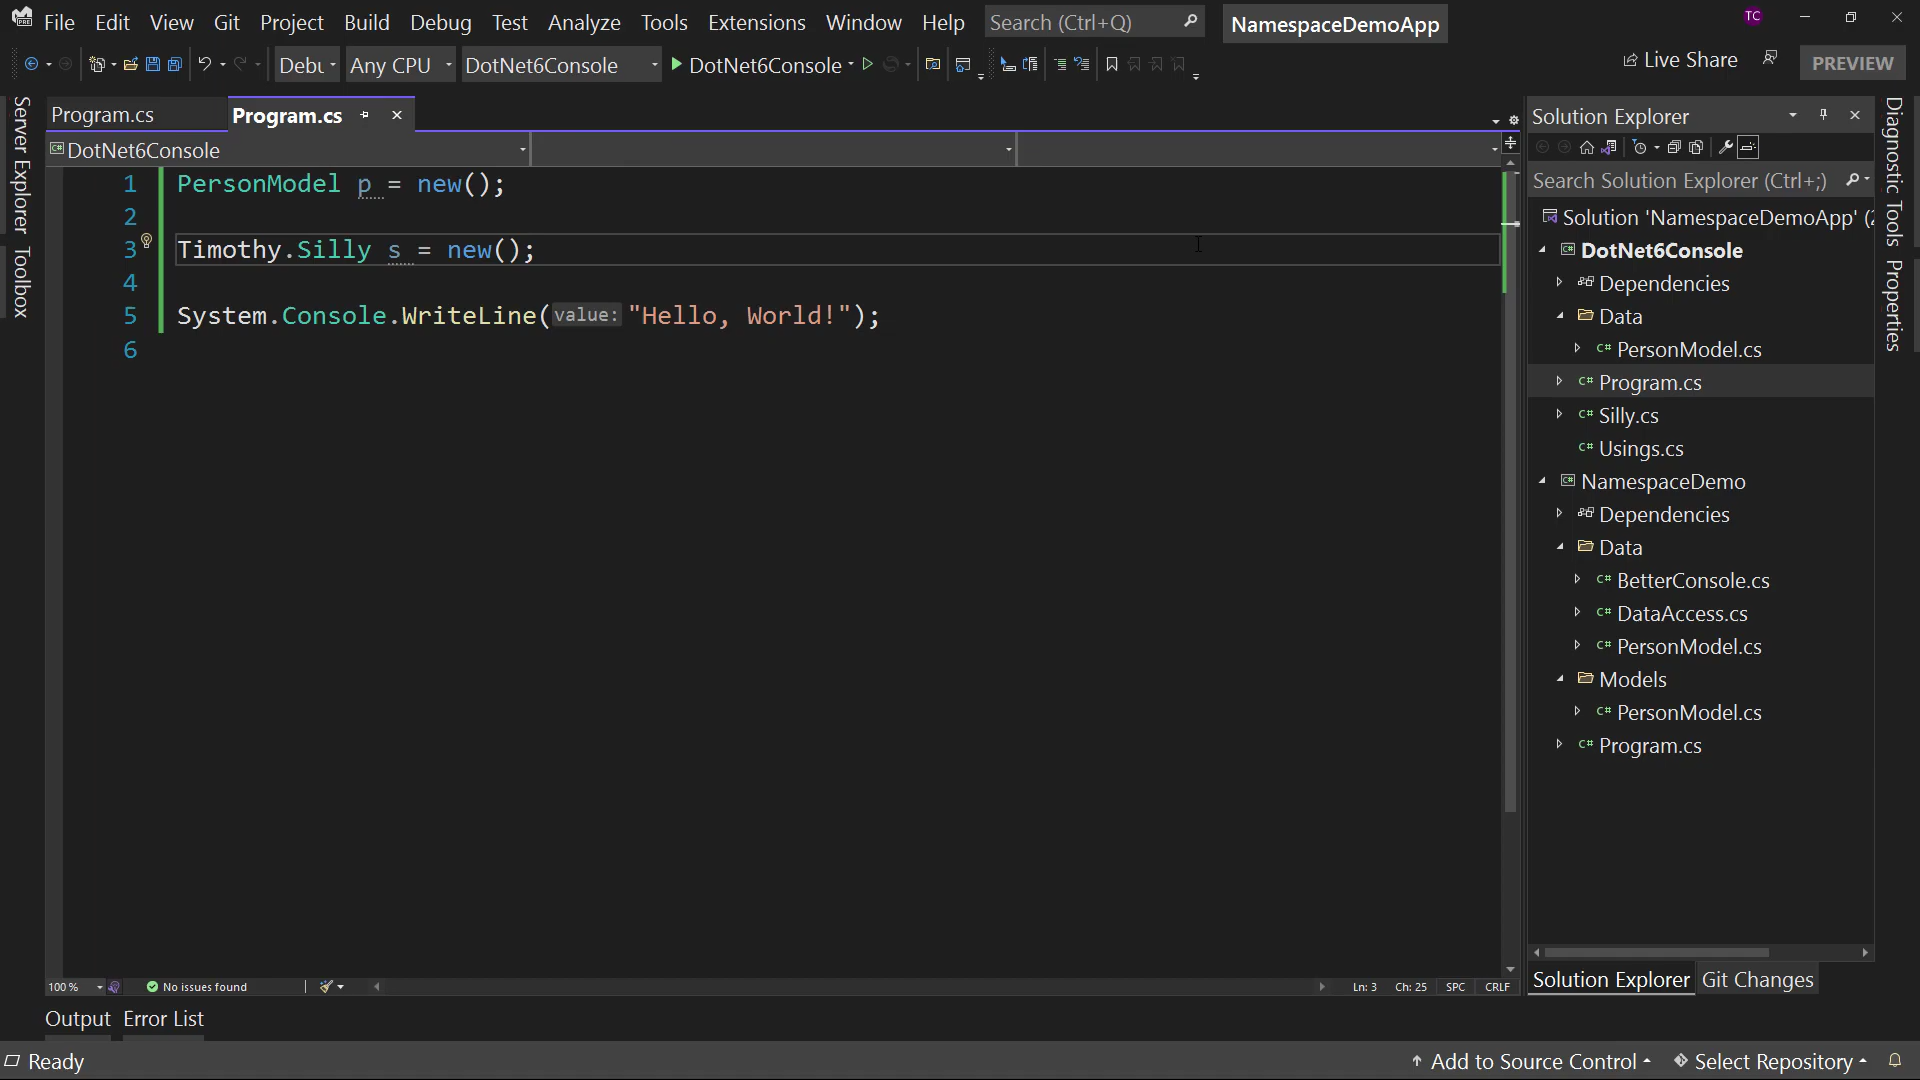 File Edit View Git Project Build Debug Test Analyze Tools Extensions Window Help Search (Ctrl+Q) NamespaceDemoApp TC
Debu Any CPU DotNet6Console DotNet6Console Live Share PREVIEW
Server Explorer
Toolbox
Program.cs Program.cs
DotNet6Console
1 PersonModel p = new();
2
3 Timothy.Silly s = new();
4
5 System.Console.WriteLine(value: "Hello, World!");
6
100 % No issues found Ln: 3 Ch: 25 SPC CRLF
Output Error List
Solution Explorer
Search Solution Explorer (Ctrl+;)
Solution 'NamespaceDemoApp' (2
DotNet6Console
Dependencies
Data
C# PersonModel.cs
C# Program.cs
C# Silly.cs
C# Usings.cs
NamespaceDemo
Dependencies
Data
C# BetterConsole.cs
C# DataAccess.cs
C# PersonModel.cs
Models
C# PersonModel.cs
C# Program.cs
Solution Explorer Git Changes
Diagnostic Tools
Properties
Ready Add to Source Control Select Repository